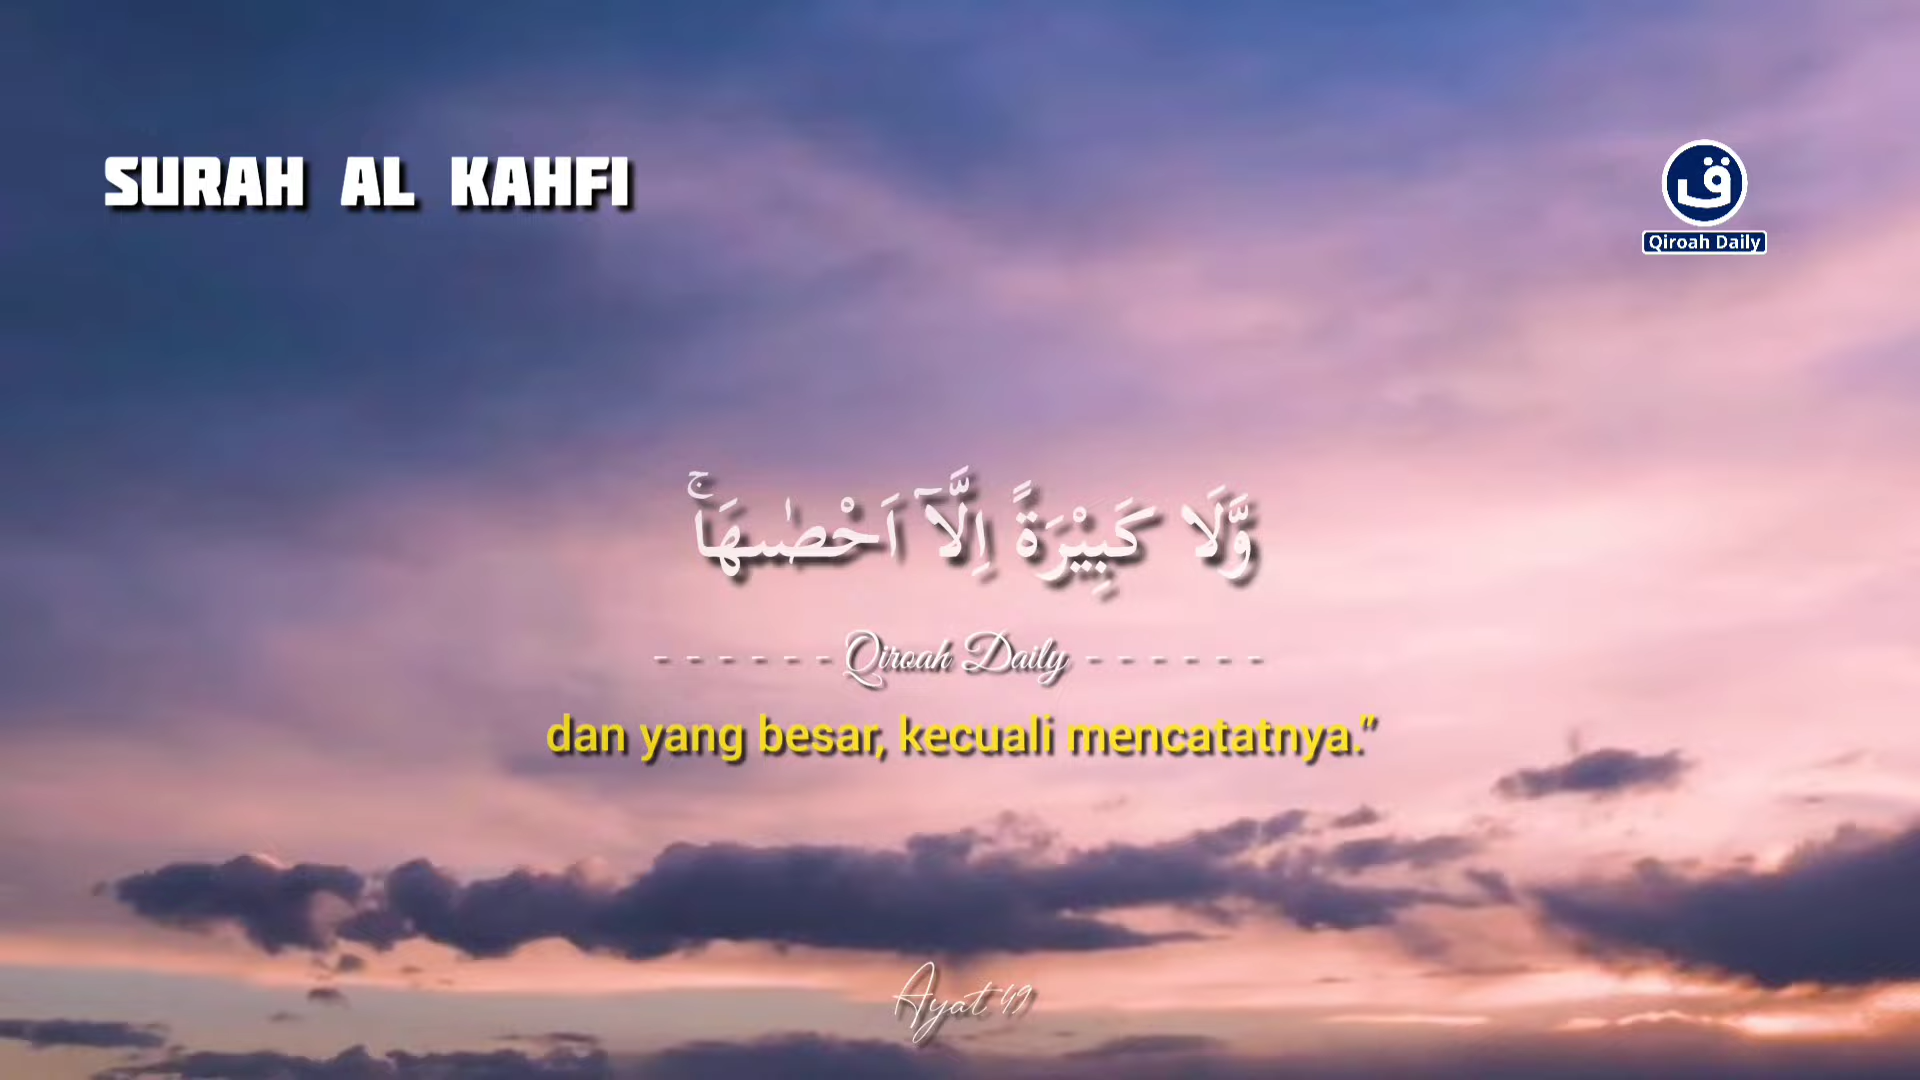 SURAH AL KAHFI
ق
Qiroah Daily
وَّلَا كَبِيْرَةً اِلَّآ اَحْصٰىهَاۚ
- - - - - - Qiroah Daily - - - - - -
dan yang besar, kecuali mencatatnya.”
Ayat 49